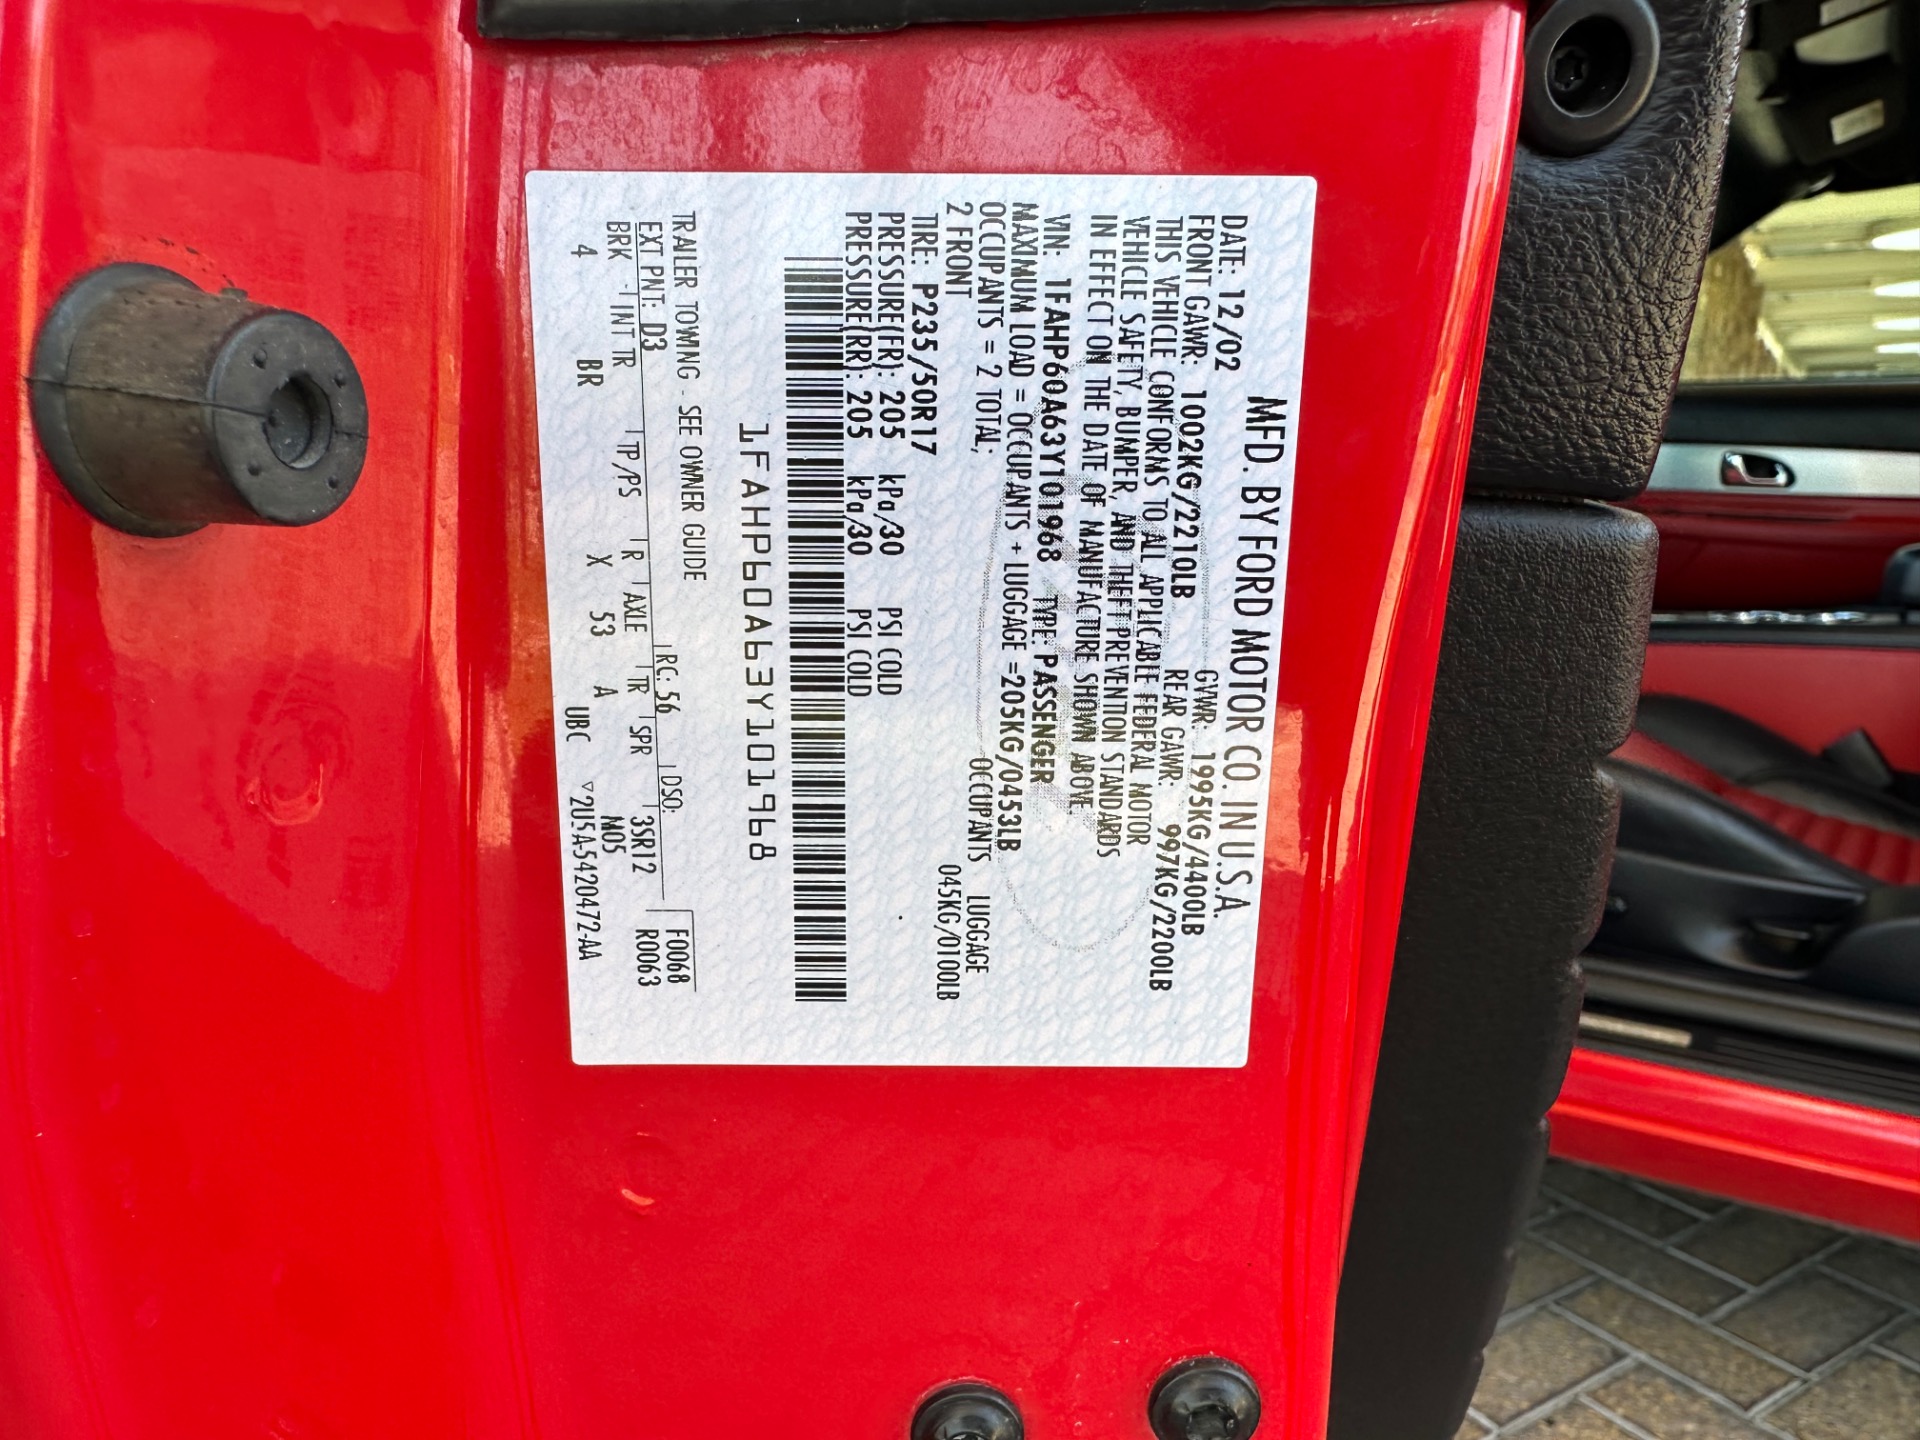 MFD. BY FORD MOTOR CO. IN U.S.A.
DATE: 12/02 GVWR: 1995KG/4400LB
FRONT GAWR: 1002KG/2210LB REAR GAWR: 997KG/2200LB
THIS VEHICLE CONFORMS TO ALL APPLICABLE FEDERAL MOTOR
VEHICLE SAFETY, BUMPER, AND THEFT PREVENTION STANDARDS
IN EFFECT ON THE DATE OF MANUFACTURE SHOWN ABOVE.
VIN: 1FAHP60A63Y101968 TYPE: PASSENGER
MAXIMUM LOAD = OCCUPANTS + LUGGAGE =205KG/0453LB
OCCUPANTS = 2 TOTAL; OCCUPANTS LUGGAGE
2 FRONT 045KG/0100LB
TIRE: P235/50R17
PRESSURE(FR): 205 kPa/30 PSI COLD
PRESSURE(RR): 205 kPa/30 PSI COLD
1FAHP60A63Y101968
TRAILER TOWING - SEE OWNER GUIDE F0068
EXT PNT: D3 RC: 56 DSO: R0063
BRK INT TR TP/PS R AXLE TR SPR 3SR12
4 BR X 53 A M05
UBC ▽2U5A-5420472-AA